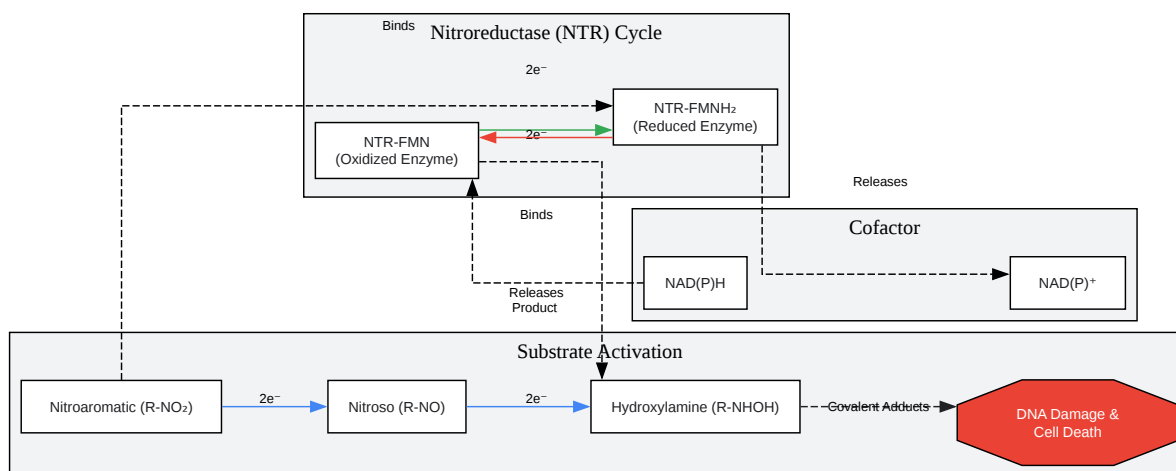 Binds
Nitroreductase (NTR) Cycle
2e⁻
NTR-FMNH₂
(Reduced Enzyme)
2e⁻
NTR-FMN
(Oxidized Enzyme)
Releases
Binds
Cofactor
NAD(P)H
NAD(P)⁺
Releases
Product
Substrate Activation
Nitroaromatic (R-NO₂)
2e⁻
Nitroso (R-NO)
2e⁻
Hydroxylamine (R-NHOH)
Covalent Adducts
DNA Damage &
Cell Death